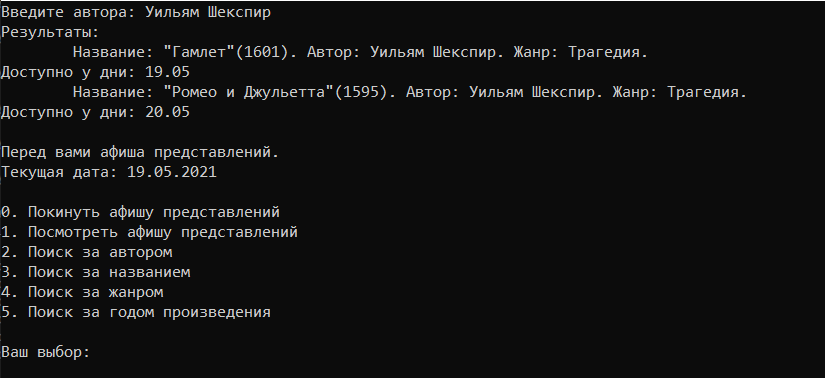 Введите автора: Уильям Шекспир
Результаты:
Название: "Гамлет"(1601). Автор: Уильям Шекспир. Жанр: Трагедия.
Доступно у дни: 19.05
Название: "Ромео и Джульетта"(1595). Автор: Уильям Шекспир. Жанр: Трагедия.
Доступно у дни: 20.05
Перед вами афиша представлений.
Текущая дата: 19.05.2021
0. Покинуть афишу представлений
1. Посмотреть афишу представлений
2. Поиск за автором
3. Поиск за названием
4. Поиск за жанром
5. Поиск за годом произведения
Ваш выбор: